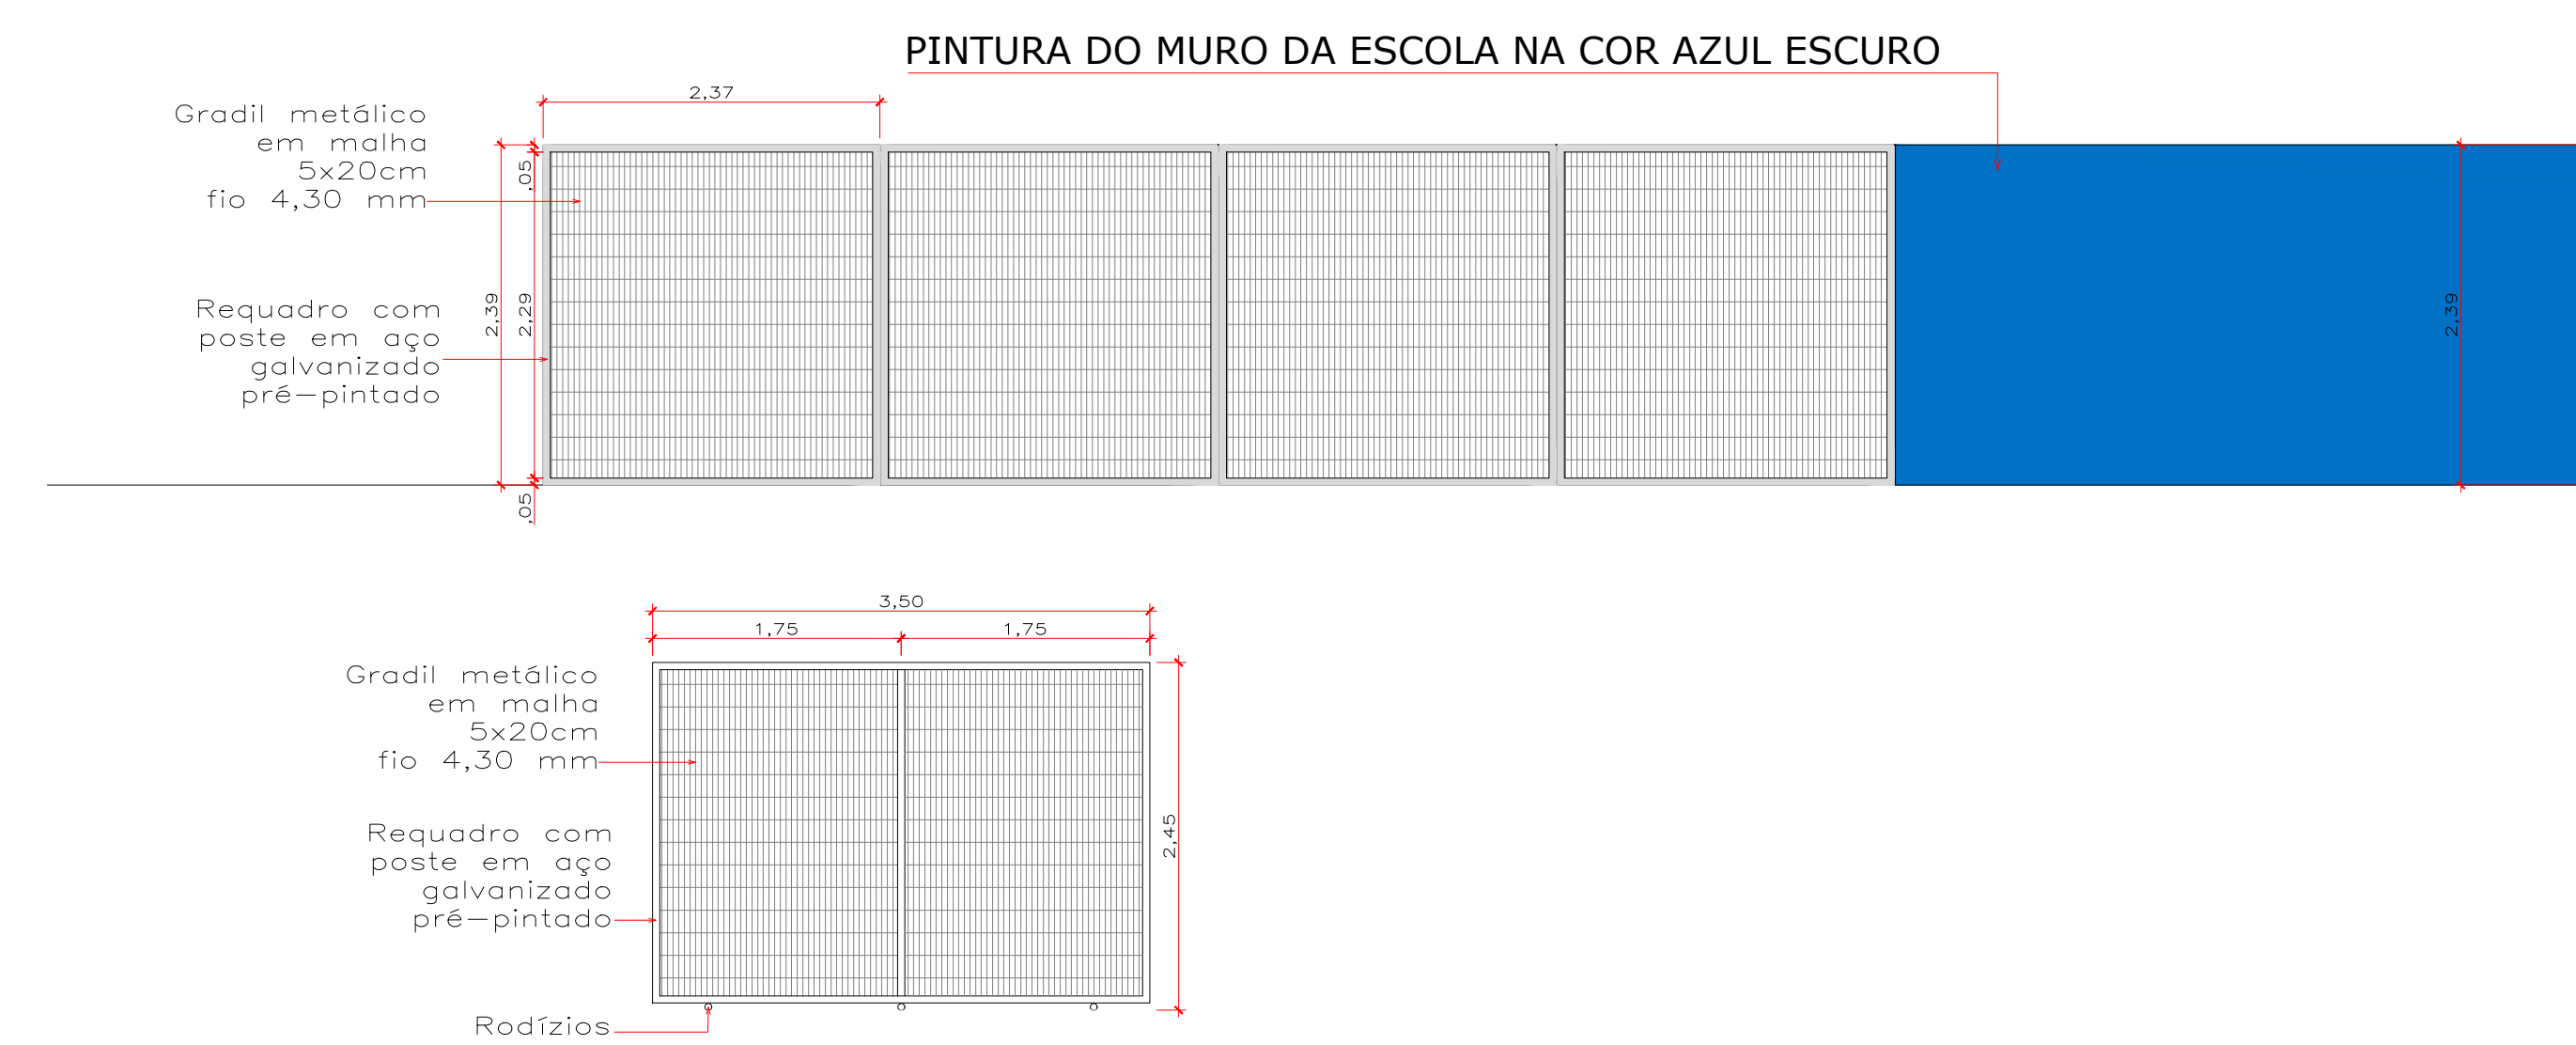 PINTURA DO MURO DA ESCOLA NA COR AZUL ESCURO
2,37
Gradil metálico
em malha
5x20cm
fio 4,30 mm
,05
Requadro com
poste em aço
galvanizado
pré-pintado
2,39
2,29
2,39
,05
3,50
1,75
1,75
Gradil metálico
em malha
5x20cm
fio 4,30 mm
Requadro com
poste em aço
galvanizado
pré-pintado
2,45
Rodízios